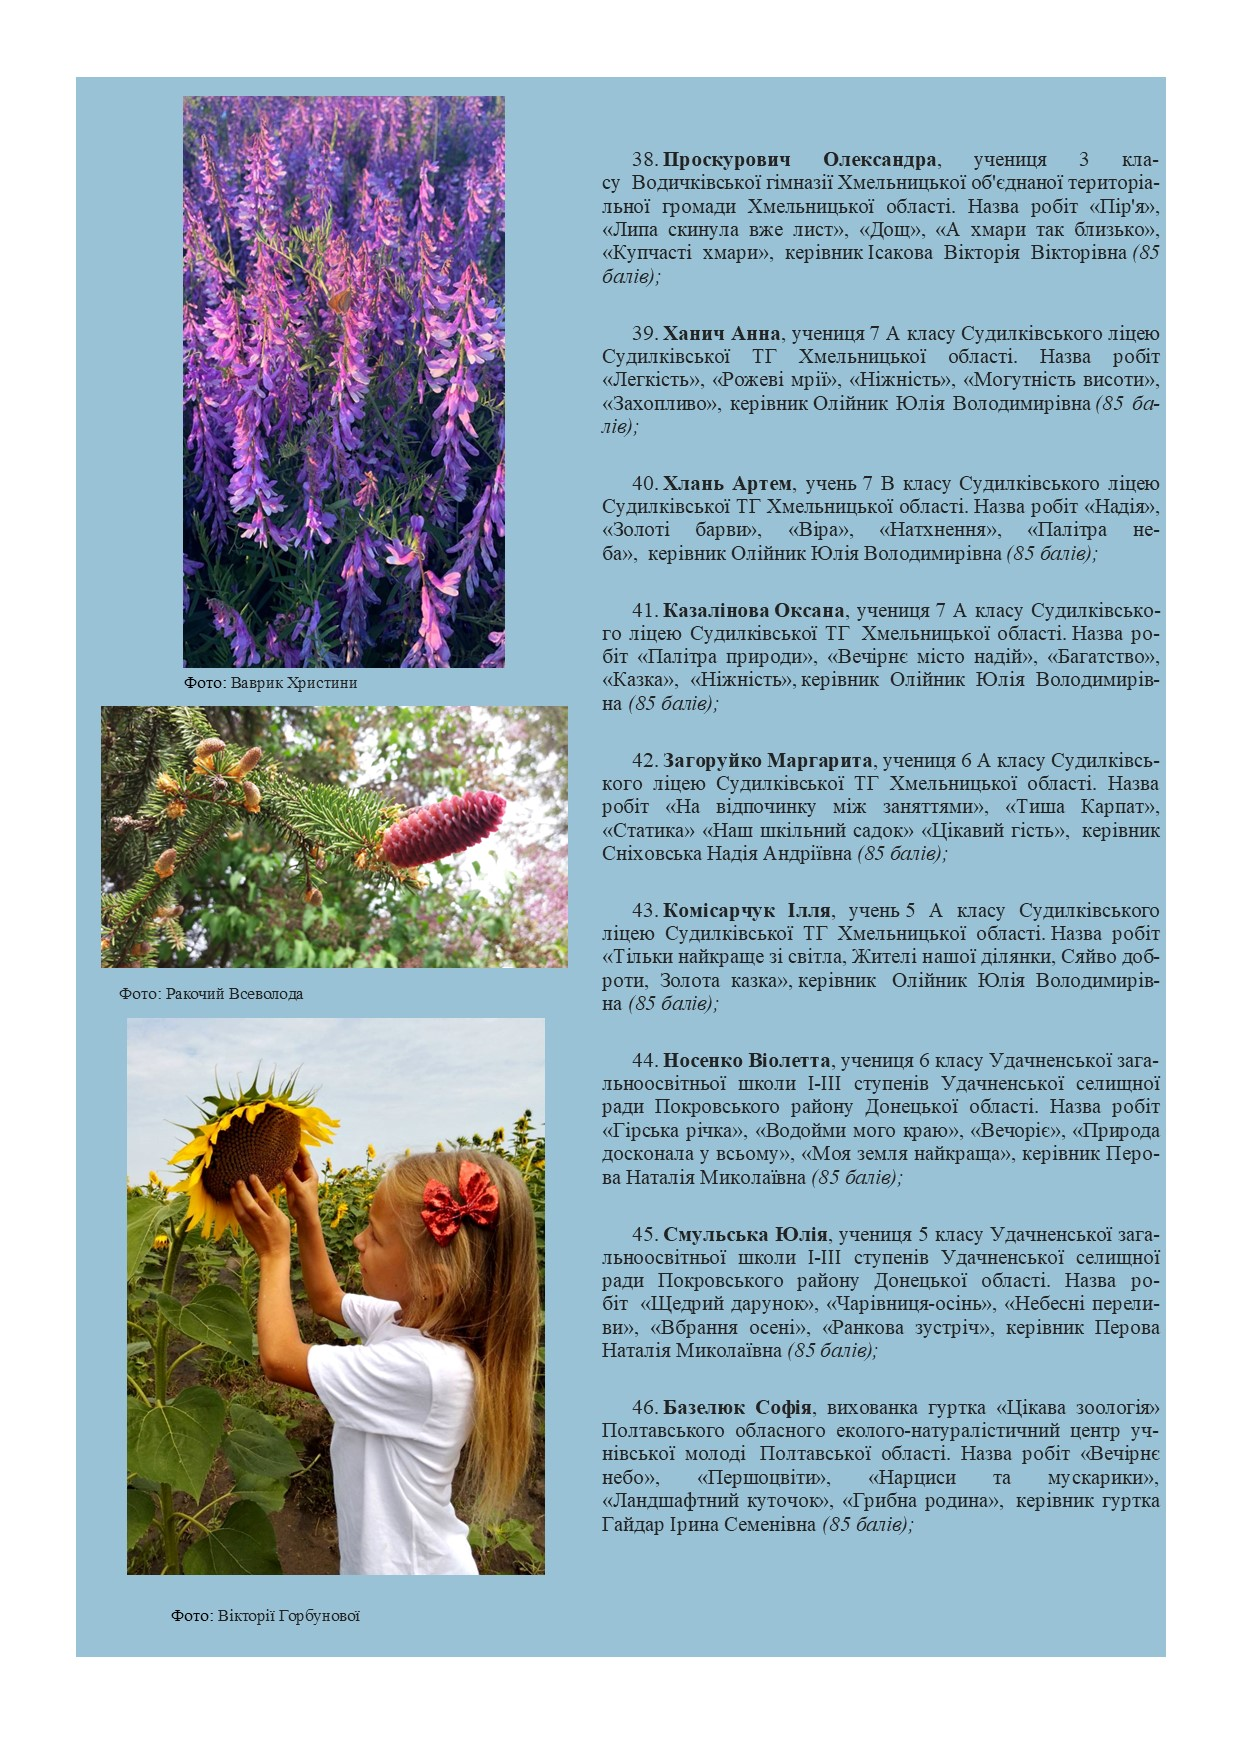 38. Проскурович Олександра, учениця 3 кла-
су Водичківської гімназії Хмельницької об'єднаної територіа-
льної громади Хмельницької області. Назва робіт «Пір'я»,
«Липа скинула вже лист», «Дощ», «А хмари так близько»,
«Купчасті хмари», керівник Ісакова Вікторія Вікторівна (85
балів);
39. Ханич Анна, учениця 7 А класу Судилківського ліцею
Судилківської ТГ Хмельницької області. Назва робіт
«Легкість», «Рожеві мрії», «Ніжність», «Могутність висоти»,
«Захопливо», керівник Олійник Юлія Володимирівна (85 ба-
лів);
40. Хлань Артем, учень 7 В класу Судилківського ліцею
Судилківської ТГ Хмельницької області. Назва робіт «Надія»,
«Золоті барви», «Віра», «Натхнення», «Палітра не-
ба», керівник Олійник Юлія Володимирівна (85 балів);
41. Казалінова Оксана, учениця 7 А класу Судилківсько-
го ліцею Судилківської ТГ Хмельницької області. Назва ро-
біт «Палітра природи», «Вечірнє місто надій», «Багатство»,
«Казка», «Ніжність», керівник Олійник Юлія Володимирів-
на (85 балів);
42. Загоруйко Маргарита, учениця 6 А класу Судилківсь-
кого ліцею Судилківської ТГ Хмельницької області. Назва
робіт «На відпочинку між заняттями», «Тиша Карпат»,
«Статика» «Наш шкільний садок» «Цікавий гість», керівник
Сніховська Надія Андріївна (85 балів);
43. Комісарчук Ілля, учень 5 А класу Судилківського
ліцею Судилківської ТГ Хмельницької області. Назва робіт
«Тільки найкраще зі світла, Жителі нашої ділянки, Сяйво доб-
роти, Золота казка», керівник Олійник Юлія Володимирів-
на (85 балів);
44. Носенко Віолетта, учениця 6 класу Удачненської зага-
льноосвітньої школи І-ІІІ ступенів Удачненської селищної
ради Покровського району Донецької області. Назва робіт
«Гірська річка», «Водойми мого краю», «Вечоріє», «Природа
досконала у всьому», «Моя земля найкраща», керівник Перо-
ва Наталія Миколаївна (85 балів);
45. Смульська Юлія, учениця 5 класу Удачненської зага-
льноосвітньої школи І-ІІІ ступенів Удачненської селищної
ради Покровського району Донецької області. Назва ро-
біт «Щедрий дарунок», «Чарівниця-осінь», «Небесні перели-
ви», «Вбрання осені», «Ранкова зустріч», керівник Перова
Наталія Миколаївна (85 балів);
46. Базелюк Софія, вихованка гуртка «Цікава зоологія»
Полтавського обласного еколого-натуралістичний центр уч-
нівської молоді Полтавської області. Назва робіт «Вечірнє
небо», «Першоцвіти», «Нарциси та мускарики»,
«Ландшафтний куточок», «Грибна родина», керівник гуртка
Гайдар Ірина Семенівна (85 балів);
Фото: Ваврик Христини
Фото: Ракочий Всеволода
Фото: Вікторії Горбунової